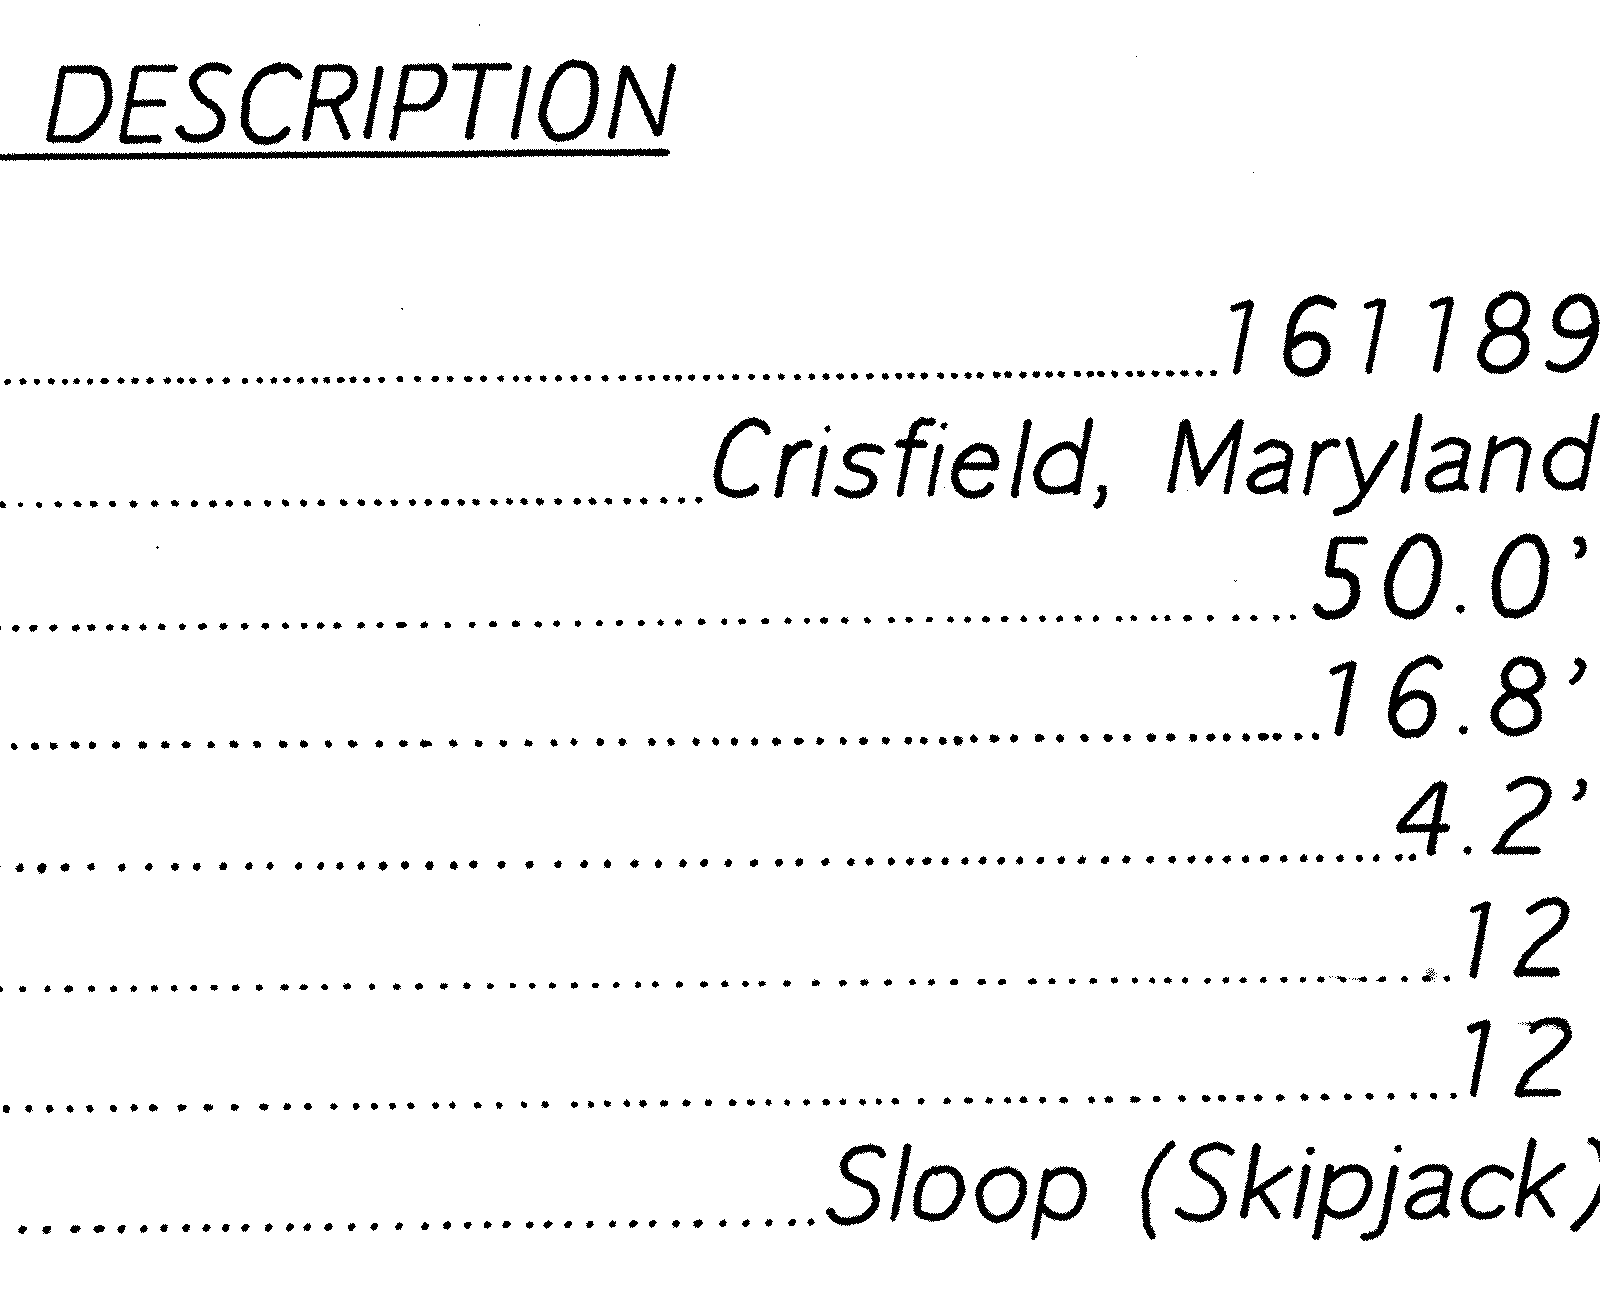 DESCRIPTION
161189
Crisfield, Maryland
50.0’
16.8’
4.2’
12
12
Sloop (Skipjack)